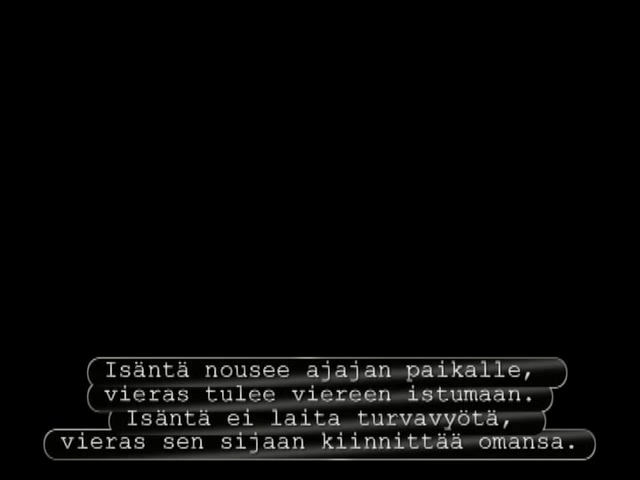 Isäntä nousee ajajan paikalle,
vieras tulee viereen istumaan.
Isäntä ei laita turvavyötä,
vieras sen sijaan kiinnittää omansa.